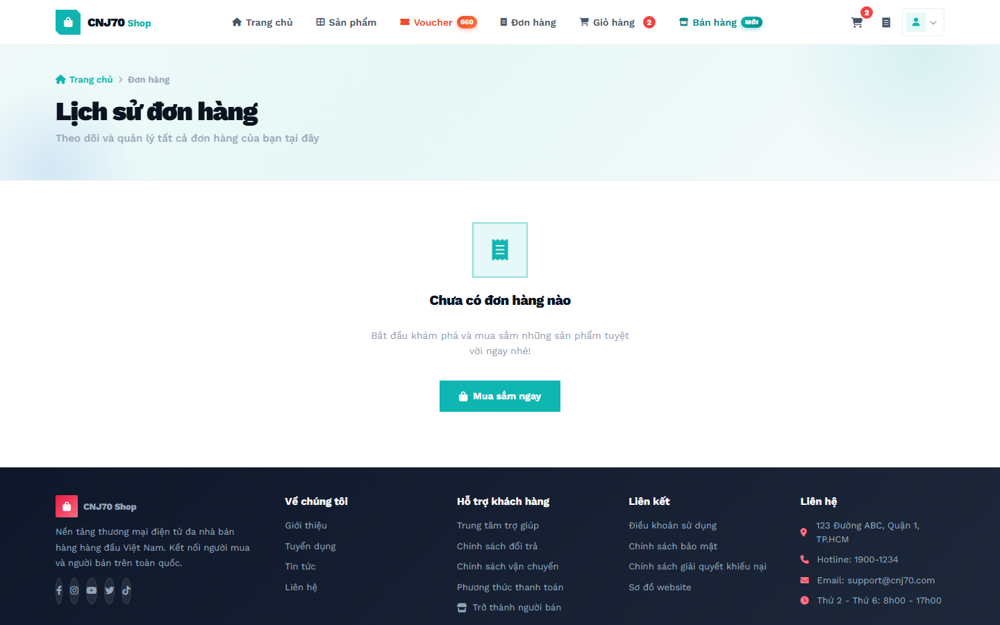 CNJ70 Shop
Trang chủ
Sản phẩm
Voucher 660
Đơn hàng
Giỏ hàng 2
Bán hàng MỚI
2
Trang chủ > Đơn hàng
Lịch sử đơn hàng
Theo dõi và quản lý tất cả đơn hàng của bạn tại đây
Chưa có đơn hàng nào
Bắt đầu khám phá và mua sắm những sản phẩm tuyệt
vời ngay nhé!
Mua sắm ngay
CNJ70 Shop
Nền tảng thương mại điện tử đa nhà bán
hàng hàng đầu Việt Nam. Kết nối người mua
và người bán trên toàn quốc.
Về chúng tôi
Giới thiệu
Tuyển dụng
Tin tức
Liên hệ
Hỗ trợ khách hàng
Trung tâm trợ giúp
Chính sách đổi trả
Chính sách vận chuyển
Phương thức thanh toán
Trở thành người bán
Liên kết
Điều khoản sử dụng
Chính sách bảo mật
Chính sách giải quyết khiếu nại
Sơ đồ website
Liên hệ
123 Đường ABC, Quận 1,
TP.HCM
Hotline: 1900-1234
Email: support@cnj70.com
Thứ 2 - Thứ 6: 8h00 - 17h00